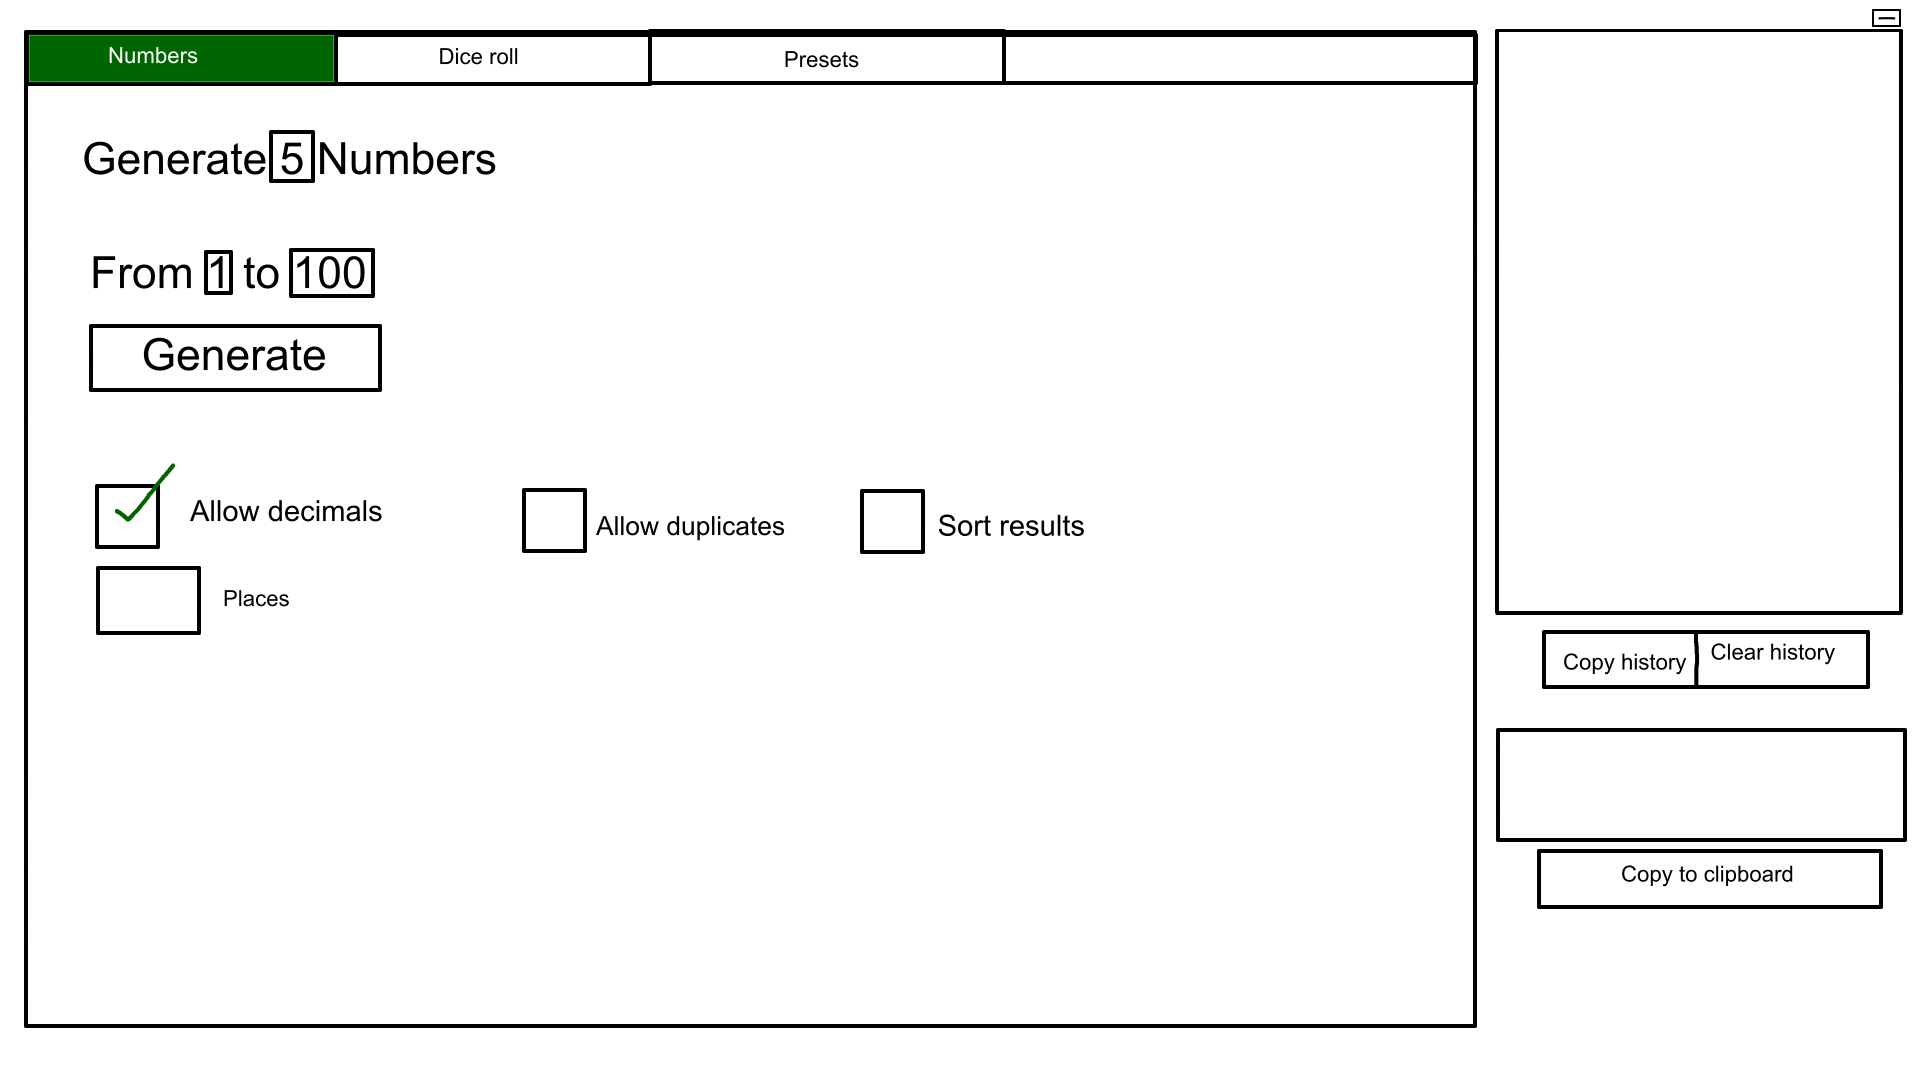 Numbers
Dice roll
Presets
Generate 5 Numbers
From 1 to 100
Generate
Allow decimals
Allow duplicates
Sort results
Places
Copy history
Clear history
Copy to clipboard